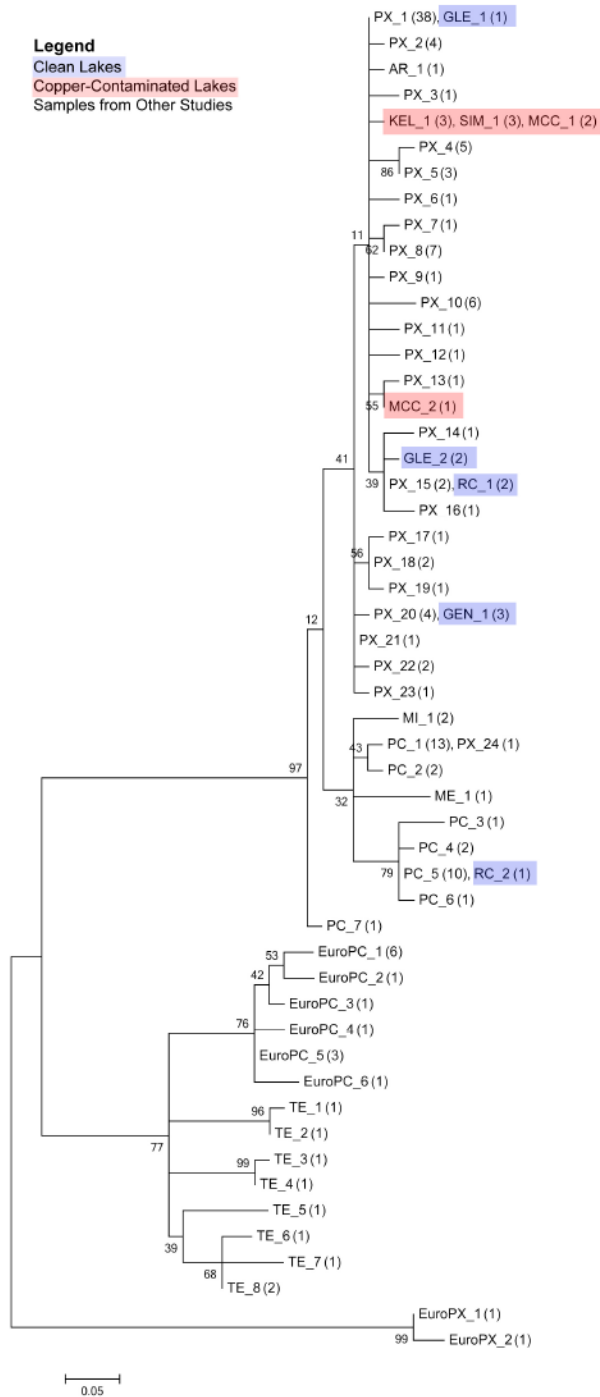 PX_1 (38), GLE_1 (1)
Legend
PX_2 (4)
Clean Lakes
AR_1 (1)
Copper-Contaminated Lakes
PX_3 (1)
Samples from Other Studies
KEL_1 (3), SIM_1 (3), MCC_1 (2)
PX_4 (5)
86
PX_5 (3)
PX_6 (1)
PX_7 (1)
11
62
PX_8 (7)
PX_9 (1)
PX_10 (6)
PX_11 (1)
PX_12 (1)
PX_13 (1)
55
MCC_2 (1)
PX_14 (1)
41
GLE_2 (2)
39
PX_15 (2), RC_1 (2)
PX_16 (1)
PX_17 (1)
56
PX_18 (2)
PX_19 (1)
12
PX_20 (4), GEN_1 (3)
PX_21 (1)
PX_22 (2)
PX_23 (1)
MI_1 (2)
43
PC_1 (13), PX_24 (1)
97
PC_2 (2)
32
ME_1 (1)
PC_3 (1)
PC_4 (2)
79
PC_5 (10), RC_2 (1)
PC_6 (1)
PC_7 (1)
53
EuroPC_1 (6)
42
EuroPC_2 (1)
EuroPC_3 (1)
76
EuroPC_4 (1)
EuroPC_5 (3)
EuroPC_6 (1)
96
TE_1 (1)
77
TE_2 (1)
99
TE_3 (1)
TE_4 (1)
TE_5 (1)
39
TE_6 (1)
68
TE_7 (1)
TE_8 (2)
EuroPX_1 (1)
99
EuroPX_2 (1)
0.05